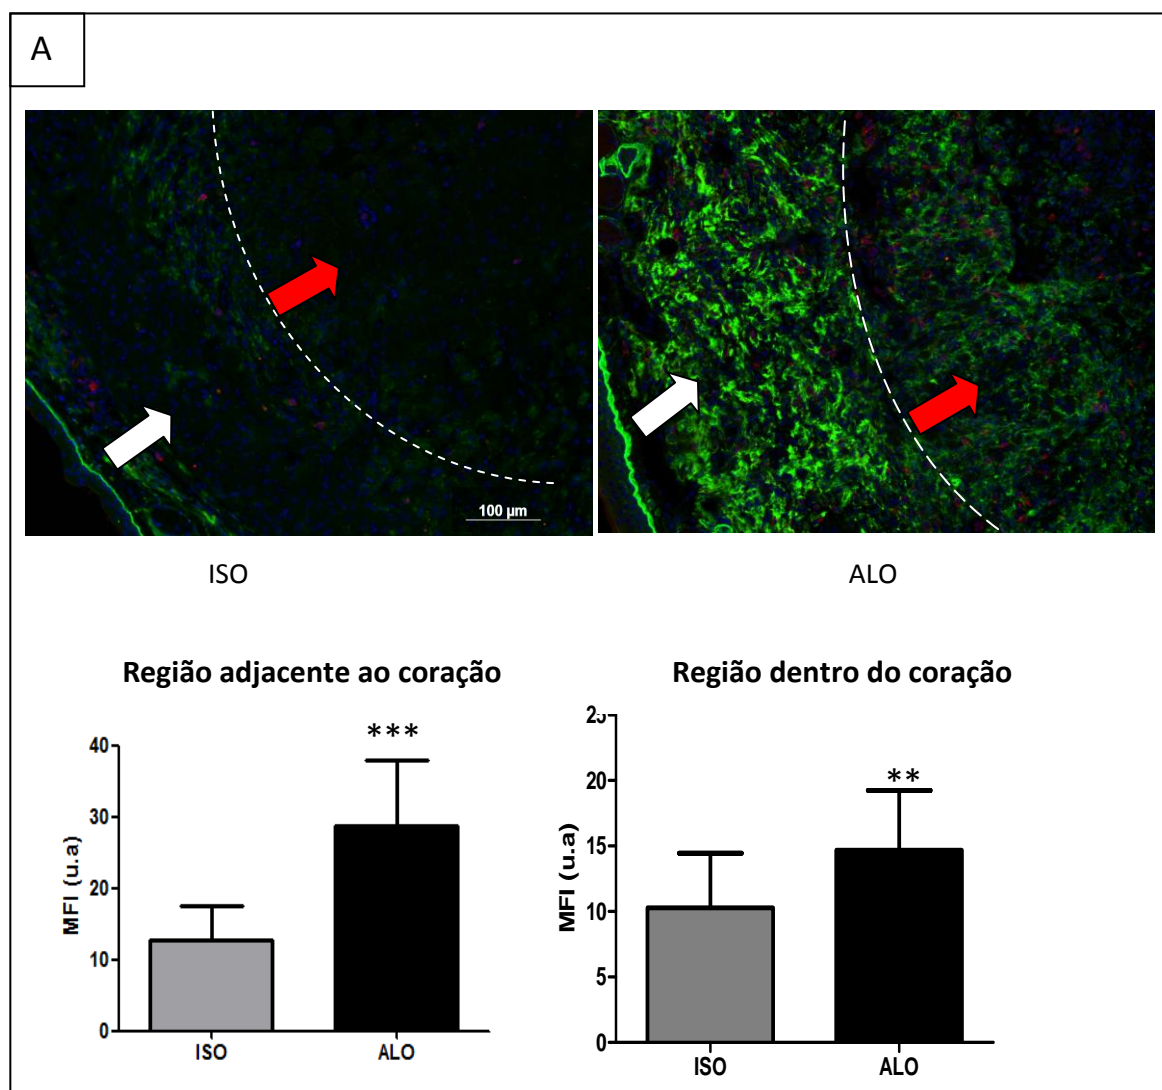 A
100 µm
ISO
ALO
Região adjacente ao coração
Região dentro do coração
***
40
30
20
10
0
MFI (u.a)
ISO
ALO
**
25
20
15
10
5
0
MFI (u.a)
ISO
ALO